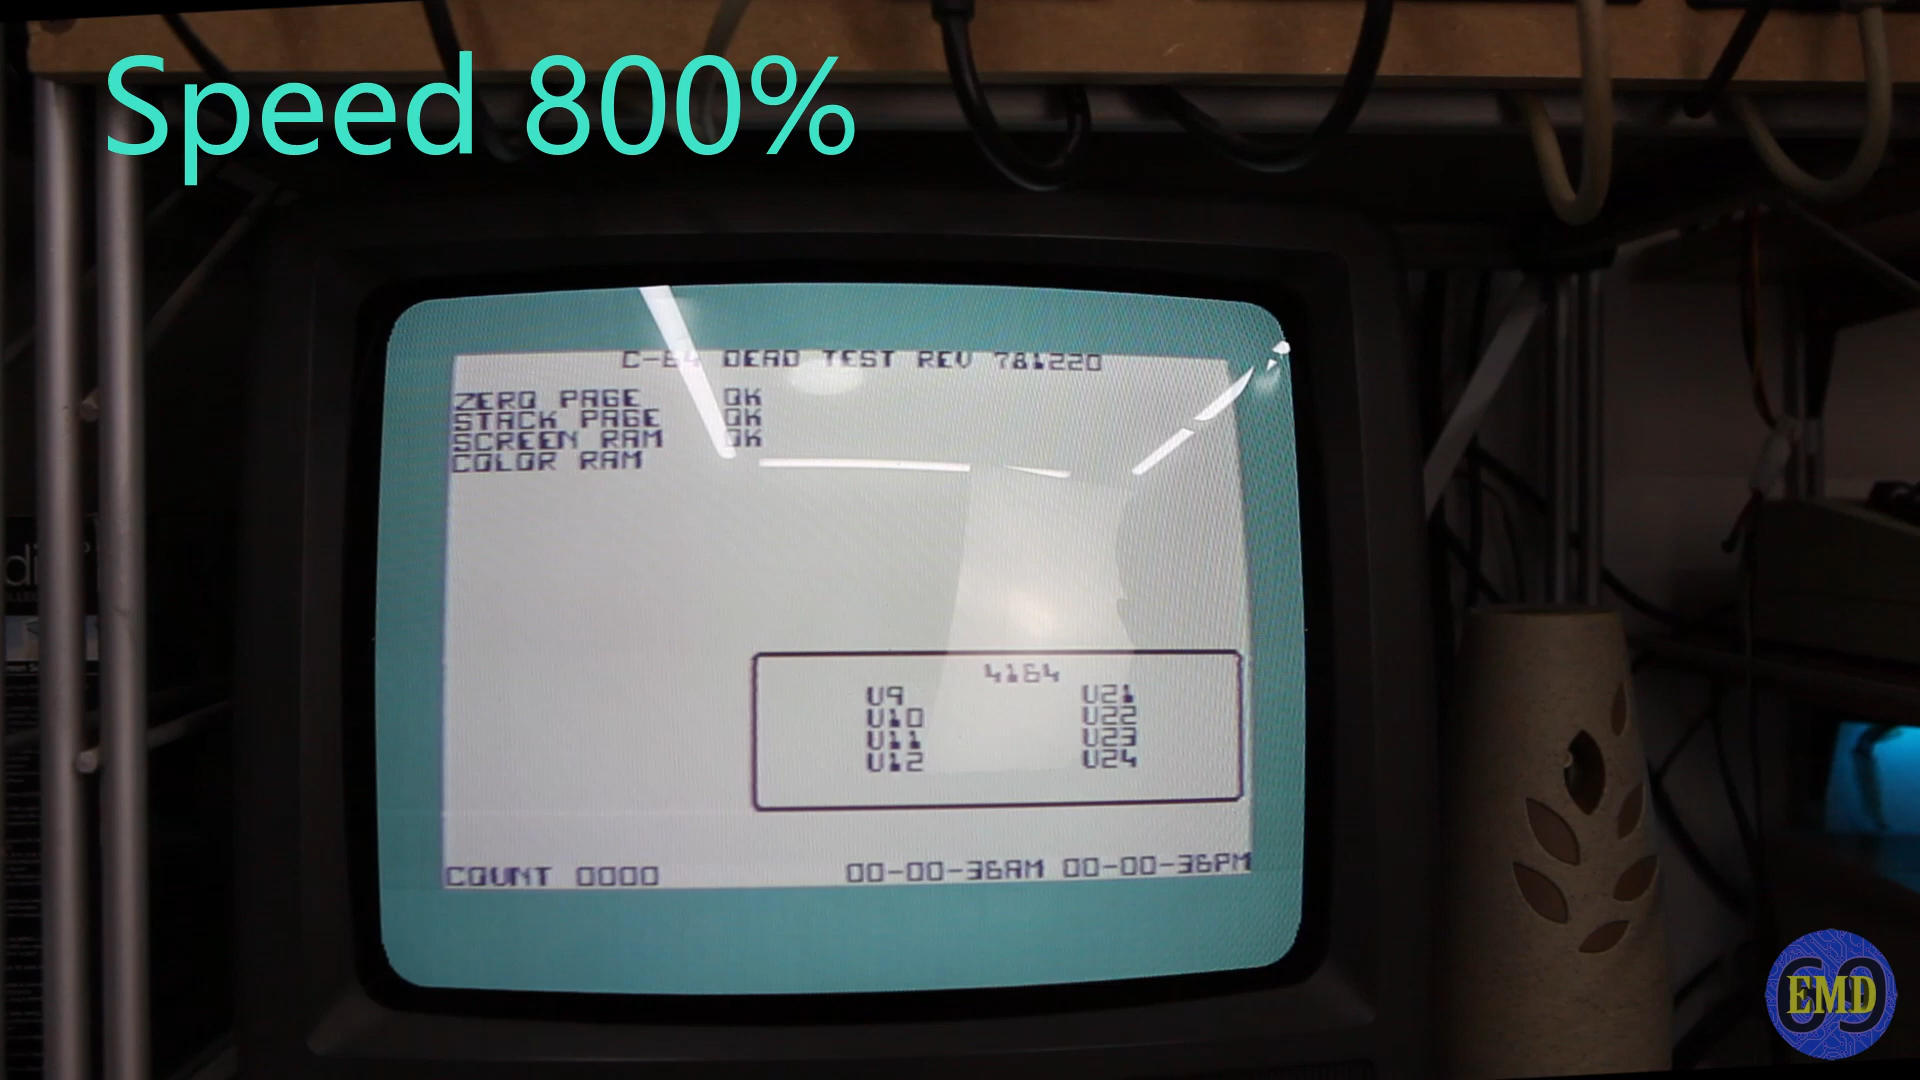 Speed 800%
C-64 DEAD TEST REV 781220
ZERO PAGE OK
STACK PAGE OK
SCREEN RAM OK
COLOR RAM
4164
U9 U21
U10 U22
U11 U23
U12 U24
COUNT 0000 00-00-36AM 00-00-36PM
EMD